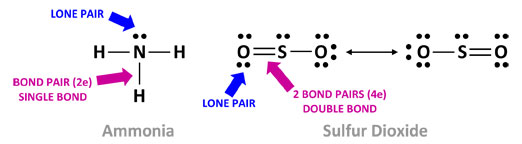 LONE PAIR
H N H
H
BOND PAIR (2e)
SINGLE BOND
Ammonia
O S O
O S O
LONE PAIR
2 BOND PAIRS (4e)
DOUBLE BOND
Sulfur Dioxide